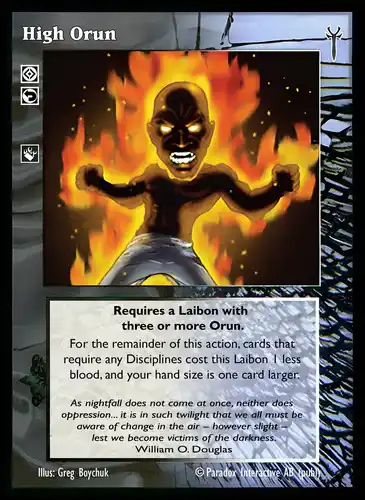 High Orun
Requires a Laibon with
three or more Orun.
For the remainder of this action, cards that
require any Disciplines cost this Laibon 1 less
blood, and your hand size is one card larger.
As nightfall does not come at once, neither does
oppression... it is in such twilight that we all must be
aware of change in the air – however slight –
lest we become victims of the darkness.
William O. Douglas
Illus: Greg Boychuk
© Paradox Interactive AB (publ)